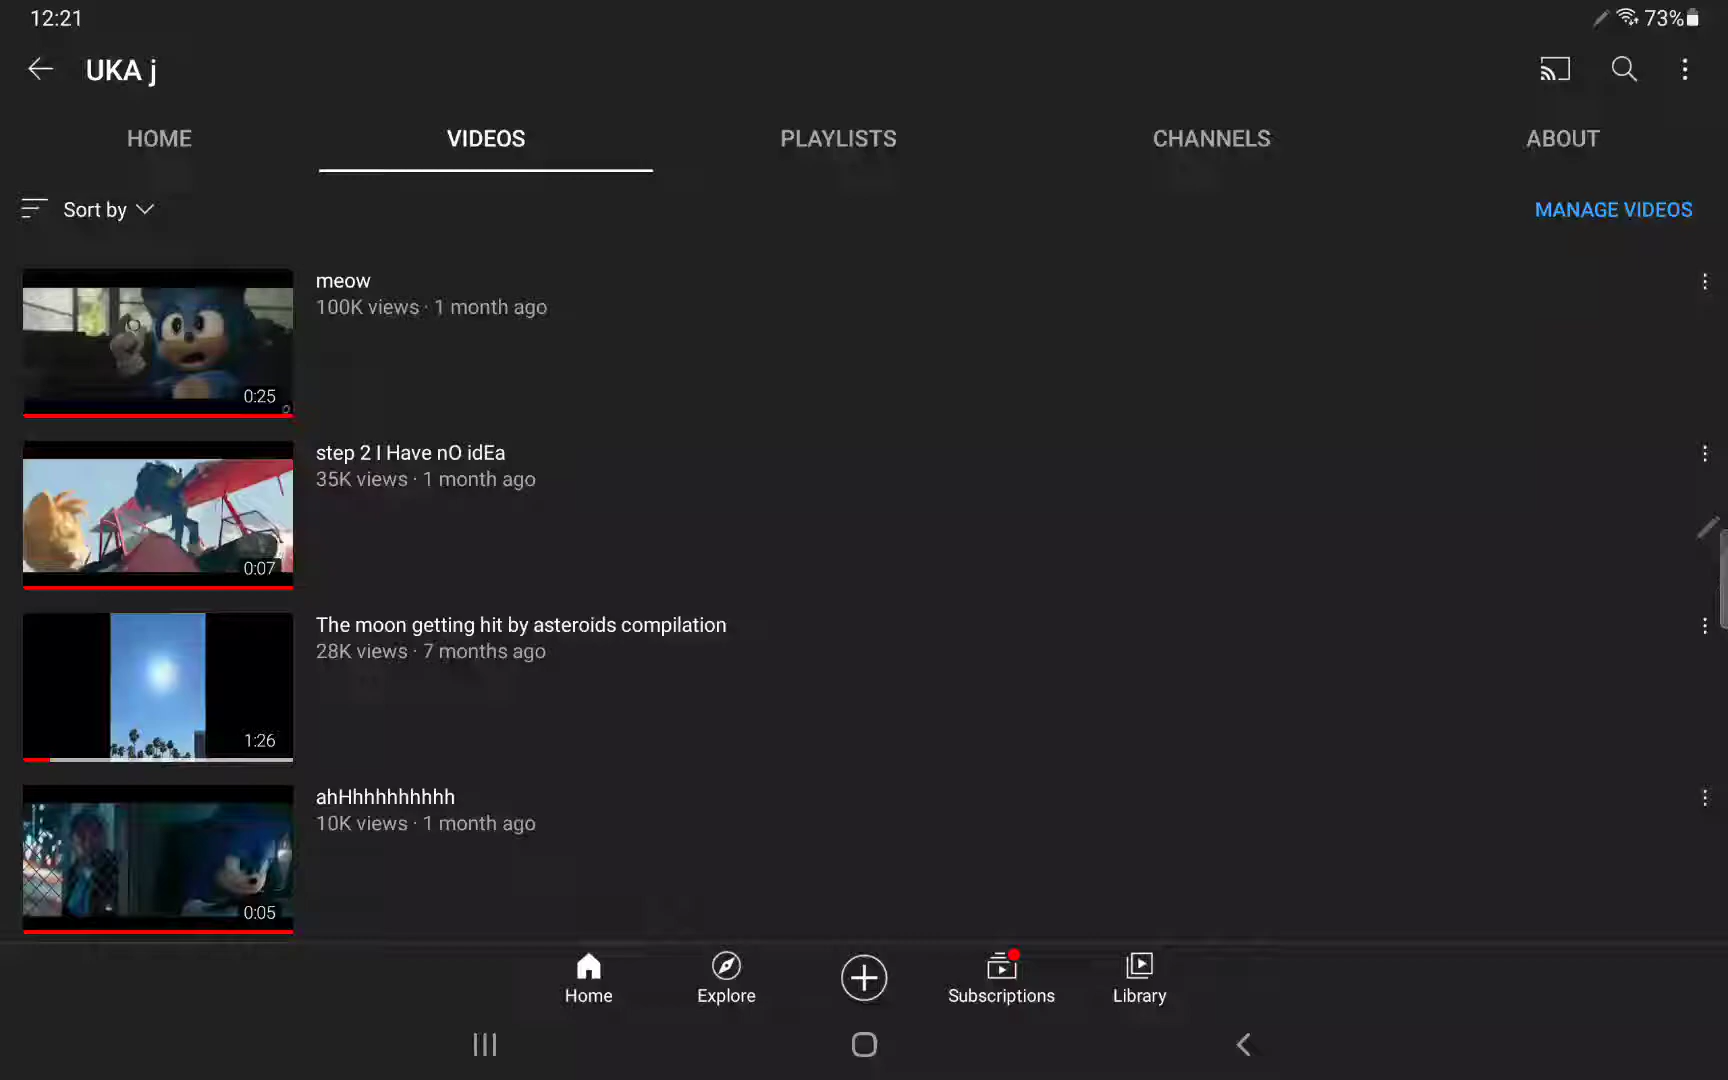 12:21
73%
UKA j
HOME
VIDEOS
PLAYLISTS
CHANNELS
ABOUT
Sort by
MANAGE VIDEOS
meow
100K views · 1 month ago
0:25
step 2 I Have nO idEa
35K views · 1 month ago
0:07
The moon getting hit by asteroids compilation
28K views · 7 months ago
1:26
ahHhhhhhhhhh
10K views · 1 month ago
0:05
Home
Explore
Subscriptions
Library